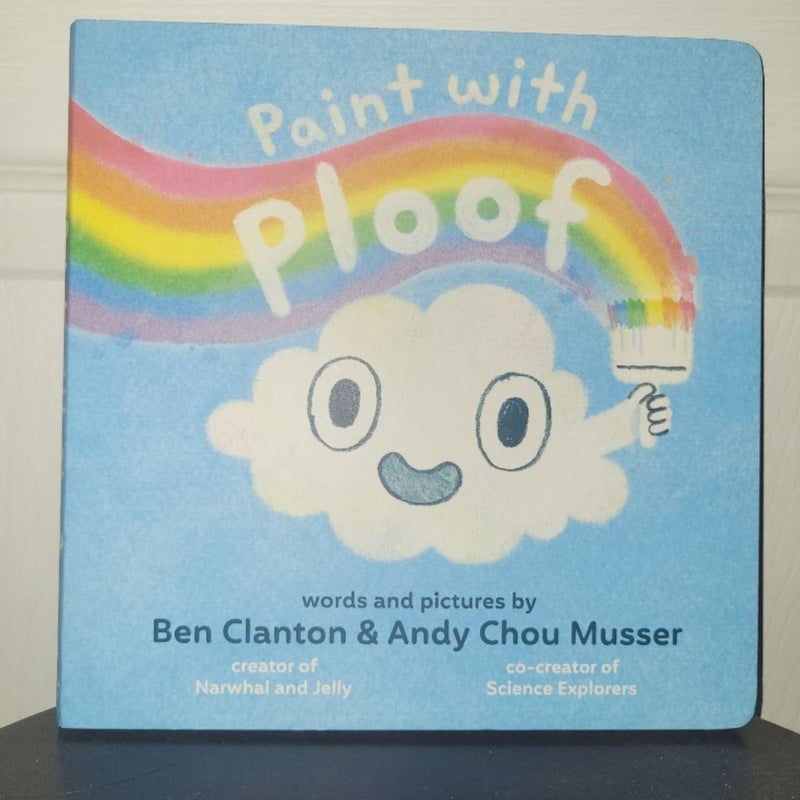 Paint with
Ploof
words and pictures by
Ben Clanton & Andy Chou Musser
creator of
Narwhal and Jelly
co-creator of
Science Explorers